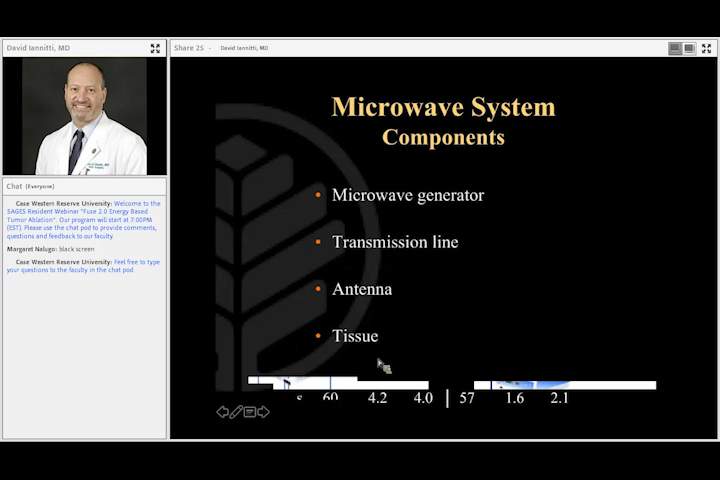 David Iannitti, MD
Share 25 - David Iannitti, MD
Chat (Everyone)
Case Western Reserve University: Welcome to the
SAGES Resident Webinar "Fuse 2.0 Energy Based
Tumor Ablation". Our program will start at 7:00PM
(EST). Please use the chat pod to provide comments,
questions and feedback to our faculty.
Margaret Nalugo: black screen
Case Western Reserve University: Feel free to type
your questions to the faculty in the chat pod.
Microwave System
Components
• Microwave generator
• Transmission line
• Antenna
• Tissue
60 4.2 4.0 57 1.6 2.1